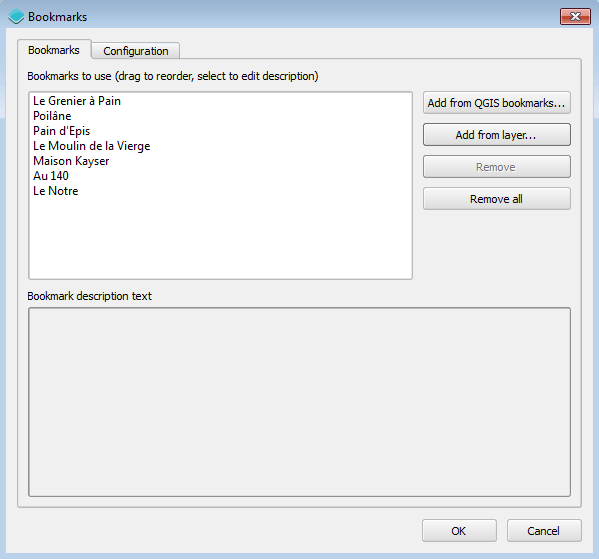 Bookmarks
Bookmarks
Configuration
Bookmarks to use (drag to reorder, select to edit description)
Le Grenier à Pain
Poilâne
Pain d'Epis
Le Moulin de la Vierge
Maison Kayser
Au 140
Le Notre
Add from QGIS bookmarks...
Add from layer...
Remove
Remove all
Bookmark description text
OK
Cancel